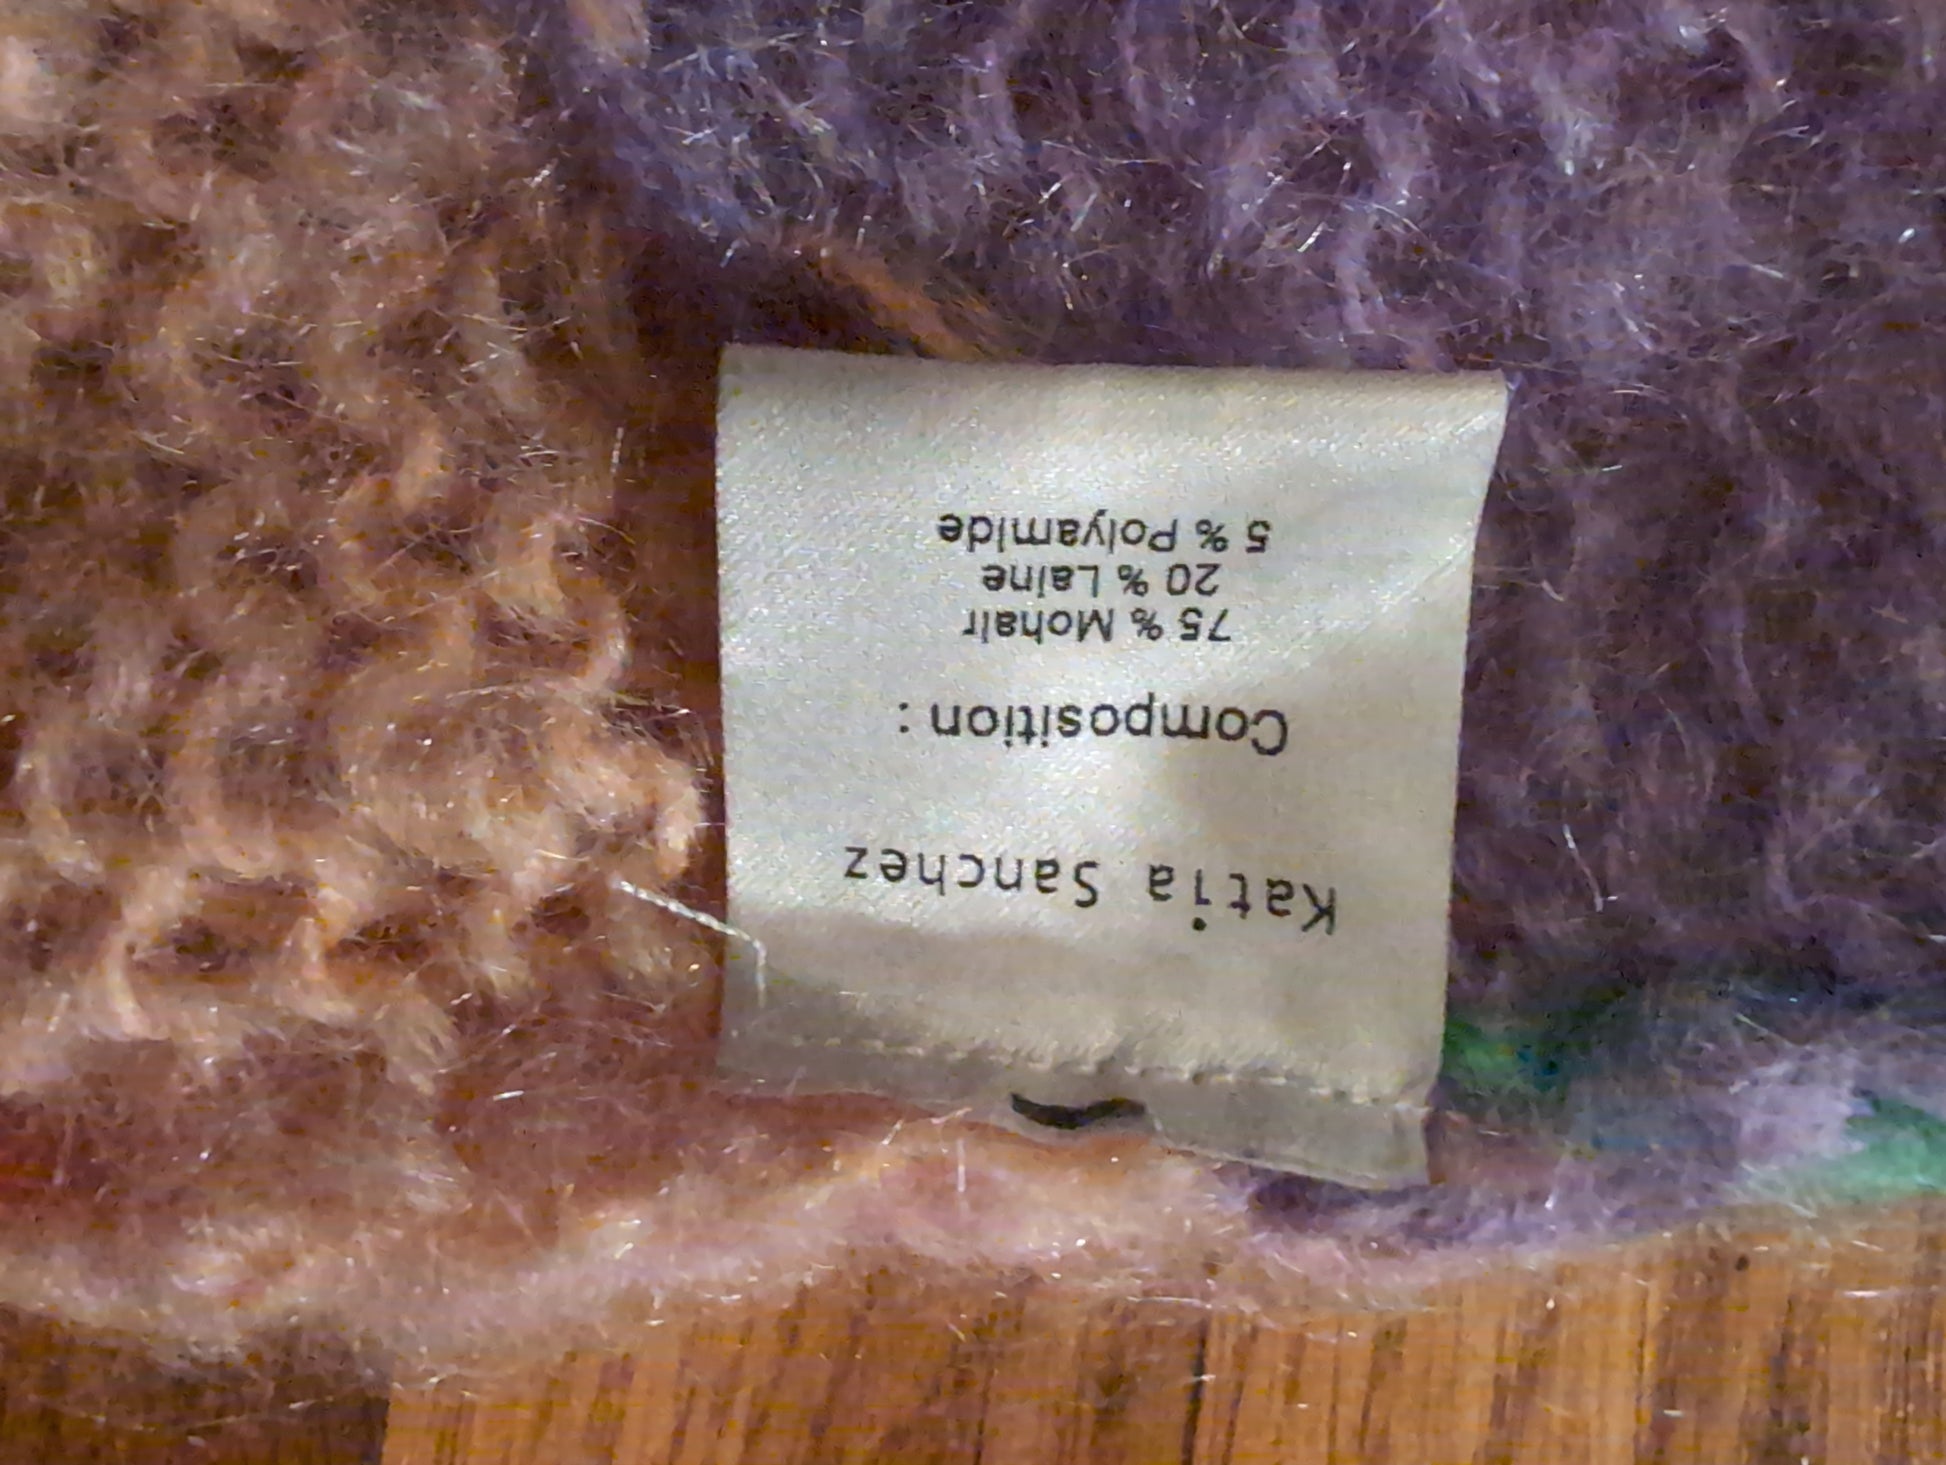 Katia Sanchez
Composition :
75 % Mohair
20 % Laine
5 % Polyamide